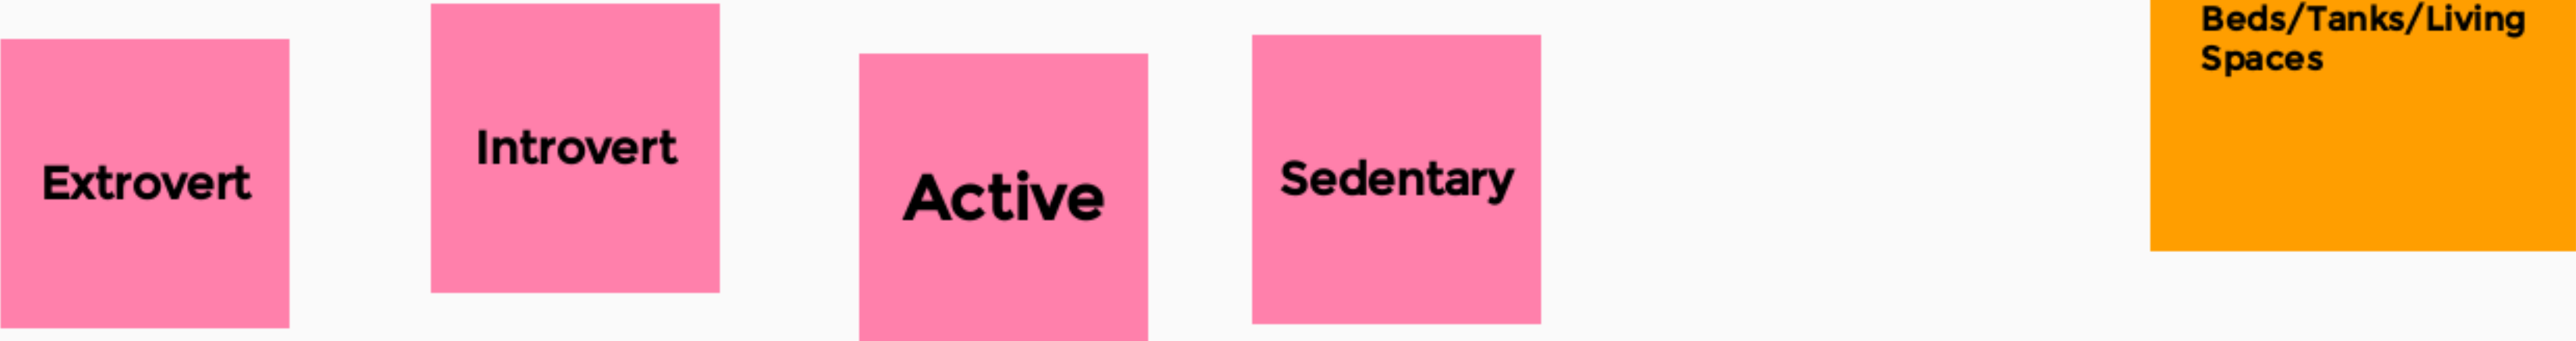 Extrovert
Introvert
Active
Sedentary
Beds/Tanks/Living
Spaces